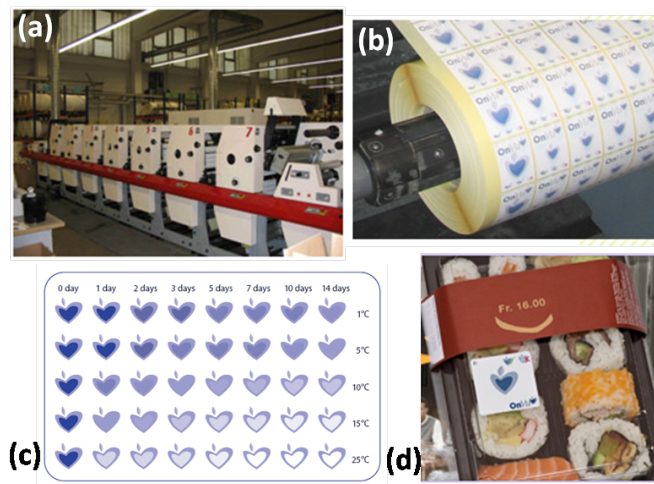 (a)
5 6 7
(b)
OnVu
(c)
0 day 1 day 2 days 3 days 5 days 7 days 10 days 14 days
1°C
5°C
10°C
15°C
25°C
(d)
Fr. 16.00
OnVu